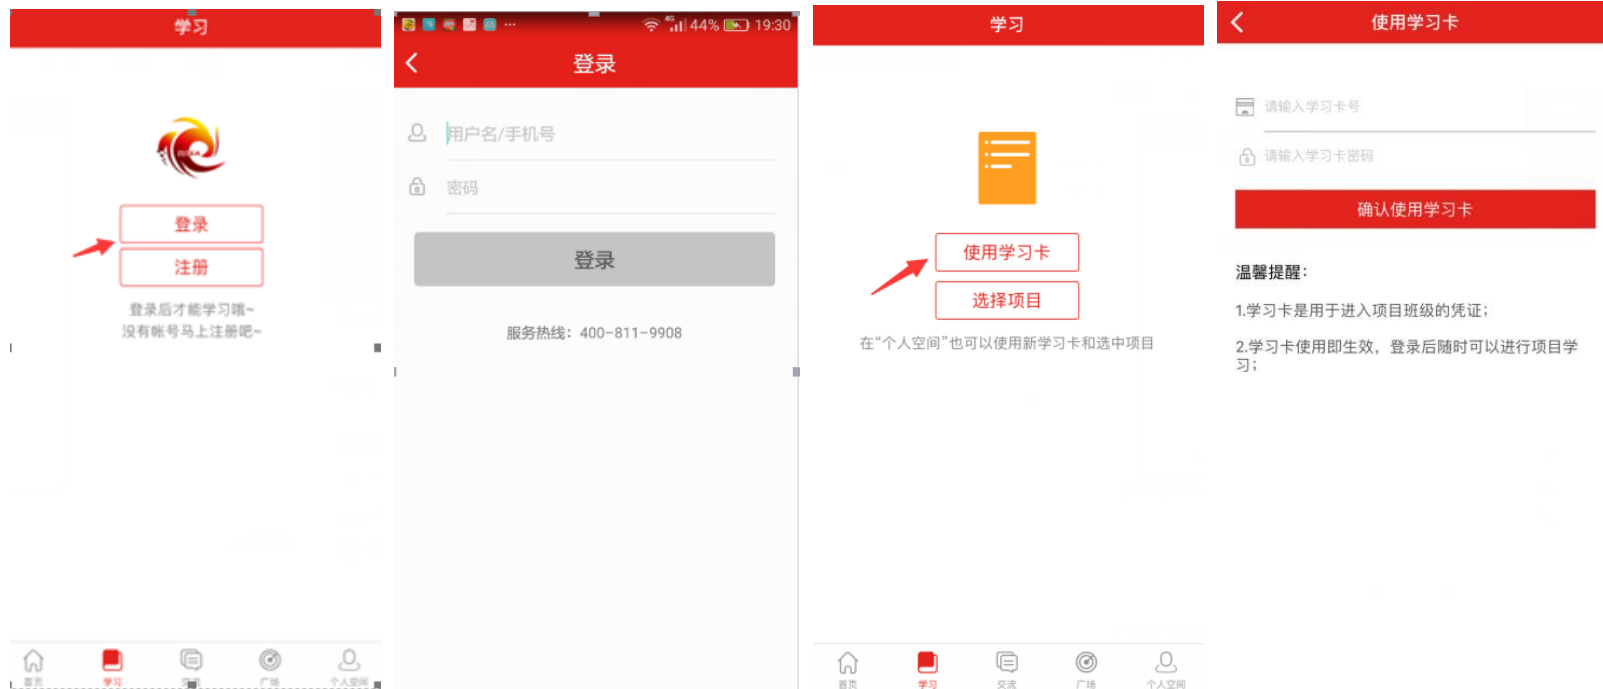 学习
登录
注册
登录后才能学习哦~
没有帐号马上注册吧~
首页
学习
交流
广场
个人空间
4G 44% 19:30
登录
用户名/手机号
密码
登录
服务热线：400-811-9908
学习
使用学习卡
选择项目
在“个人空间”也可以使用新学习卡和选中项目
首页
学习
交流
广场
个人空间
使用学习卡
请输入学习卡号
请输入学习卡密码
确认使用学习卡
温馨提醒：
1.学习卡是用于进入项目班级的凭证；
2.学习卡使用即生效，登录后随时可以进行项目学
习；